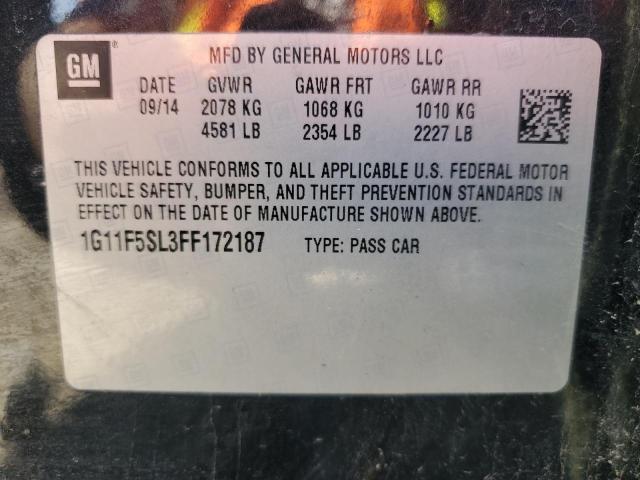 GM
®
MFD BY GENERAL MOTORS LLC
DATE GVWR GAWR FRT GAWR RR
09/14 2078 KG 1068 KG 1010 KG
4581 LB 2354 LB 2227 LB
THIS VEHICLE CONFORMS TO ALL APPLICABLE U.S. FEDERAL MOTOR
VEHICLE SAFETY, BUMPER, AND THEFT PREVENTION STANDARDS IN
EFFECT ON THE DATE OF MANUFACTURE SHOWN ABOVE.
1G11F5SL3FF172187 TYPE: PASS CAR